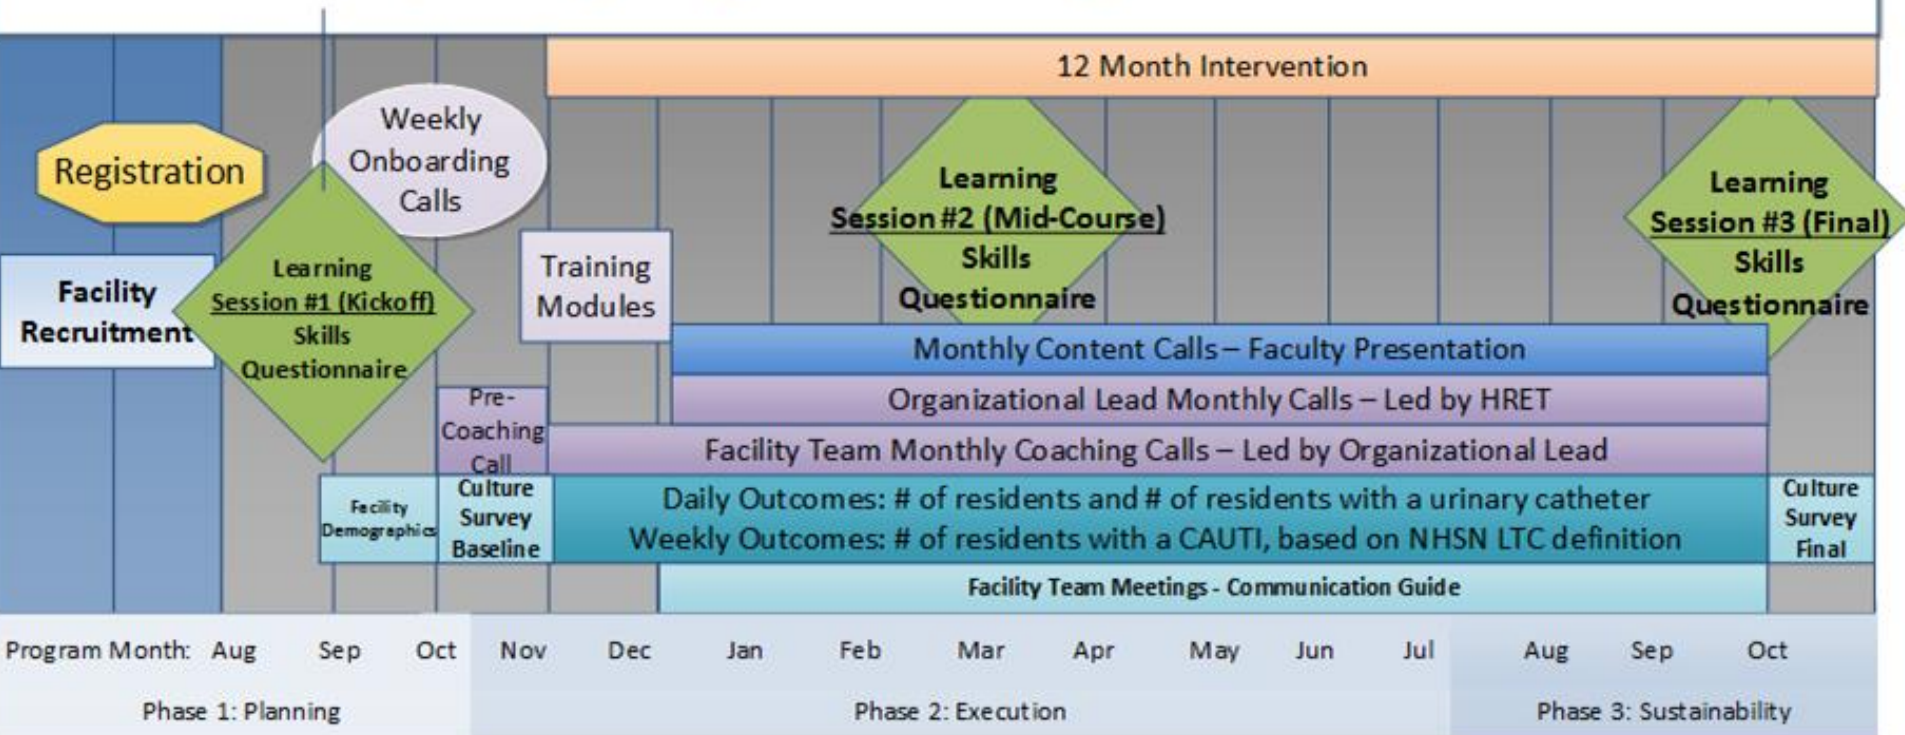 12 Month Intervention
Registration
Weekly
Onboarding
Calls
Facility
Recruitment
Learning
Session #1 (Kickoff)
Skills
Questionnaire
Training
Modules
Learning
Session #2 (Mid-Course)
Skills
Questionnaire
Learning
Session #3 (Final)
Skills
Questionnaire
Monthly Content Calls – Faculty Presentation
Organizational Lead Monthly Calls – Led by HRET
Pre-
Coaching
Call
Facility Team Monthly Coaching Calls – Led by Organizational Lead
Facility
Demographics
Culture
Survey
Baseline
Daily Outcomes: # of residents and # of residents with a urinary catheter
Weekly Outcomes: # of residents with a CAUTI, based on NHSN LTC definition
Culture
Survey
Final
Facility Team Meetings - Communication Guide
Program Month: Aug Sep Oct Nov Dec Jan Feb Mar Apr May Jun Jul Aug Sep Oct
Phase 1: Planning Phase 2: Execution Phase 3: Sustainability